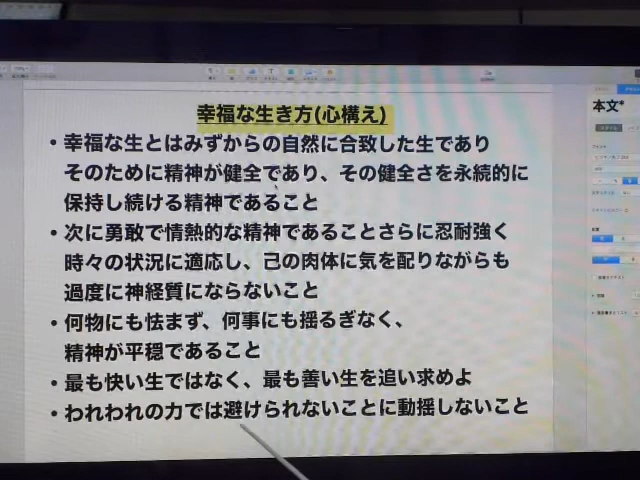 幸福な生き方(心構え)
・幸福な生とはみずからの自然に合致した生であり
そのために精神が健全であり、その健全さを永続的に
保持し続ける精神であること
・次に勇敢で情熱的な精神であることさらに忍耐強く
時々の状況に適応し、己の肉体に気を配りながらも
過度に神経質にならないこと
・何物にも怯まず、何事にも揺るぎなく、
精神が平穏であること
・最も快い生ではなく、最も善い生を追い求めよ
・われわれの力では避けられないことに動揺しないこと
本文*